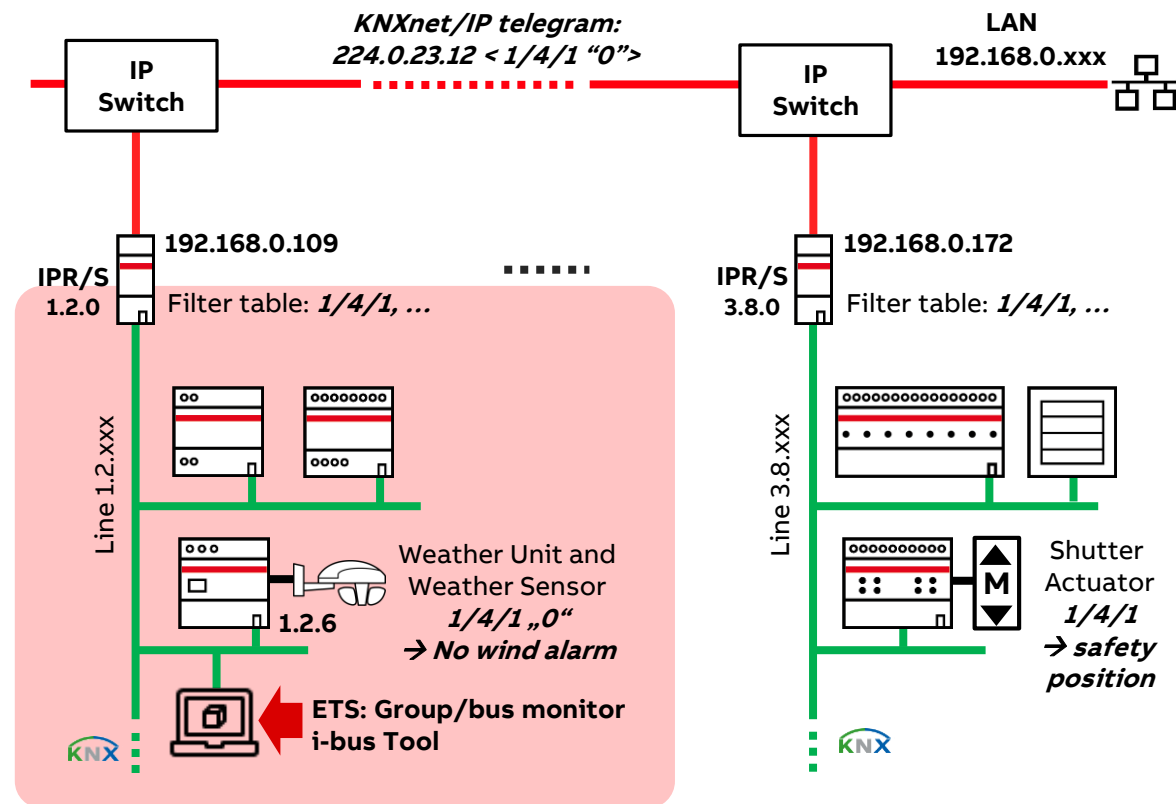 KNXnet/IP telegram:
224.0.23.12 < 1/4/1 “0”>
LAN
192.168.0.xxx
IP
Switch
IP
Switch
192.168.0.109
IPR/S
1.2.0
Filter table: 1/4/1, ...
192.168.0.172
IPR/S
3.8.0
Filter table: 1/4/1, ...
Line 1.2.xxx
Weather Unit and
Weather Sensor
1/4/1 „0“
→ No wind alarm
1.2.6
ETS: Group/bus monitor
i-bus Tool
KNX
Line 3.8.xxx
M
Shutter
Actuator
1/4/1
→ safety
position
KNX